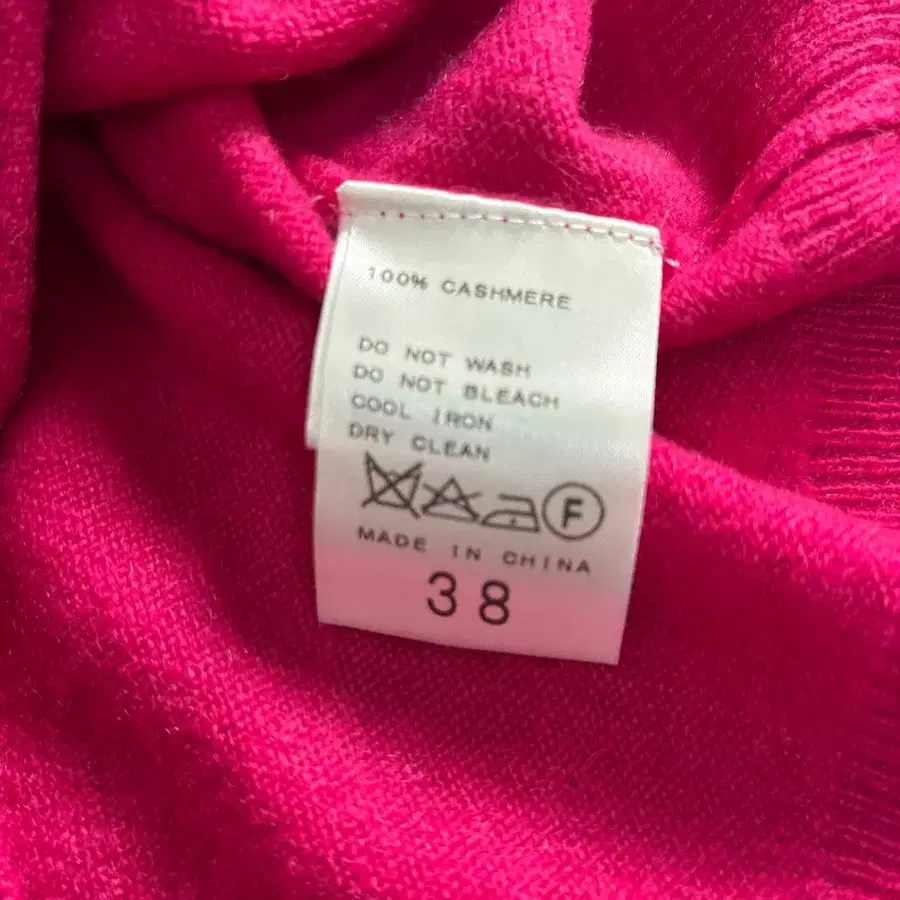 100% CASHMERE
DO NOT WASH
DO NOT BLEACH
COOL IRON
DRY CLEAN
F
MADE IN CHINA
38